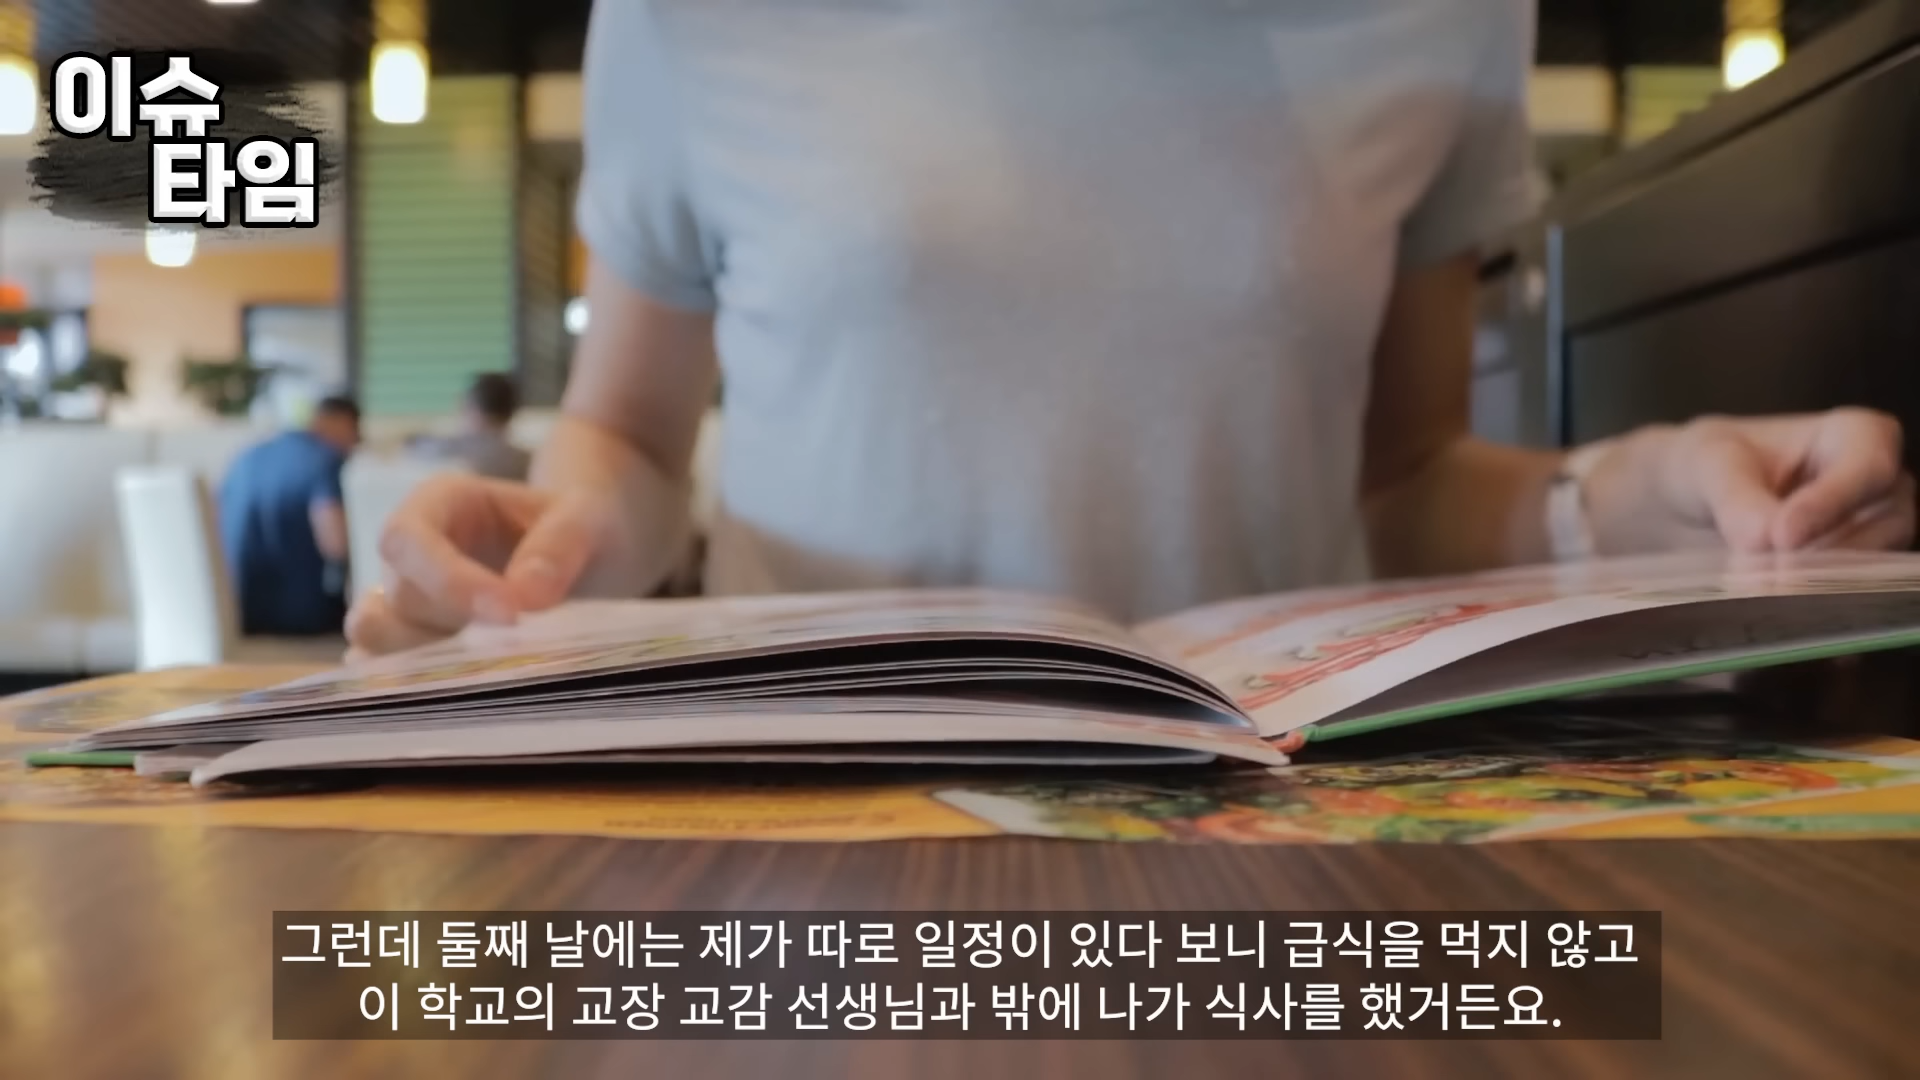 이슈
타임
그런데 둘째 날에는 제가 따로 일정이 있다 보니 급식을 먹지 않고
이 학교의 교장 교감 선생님과 밖에 나가 식사를 했거든요.